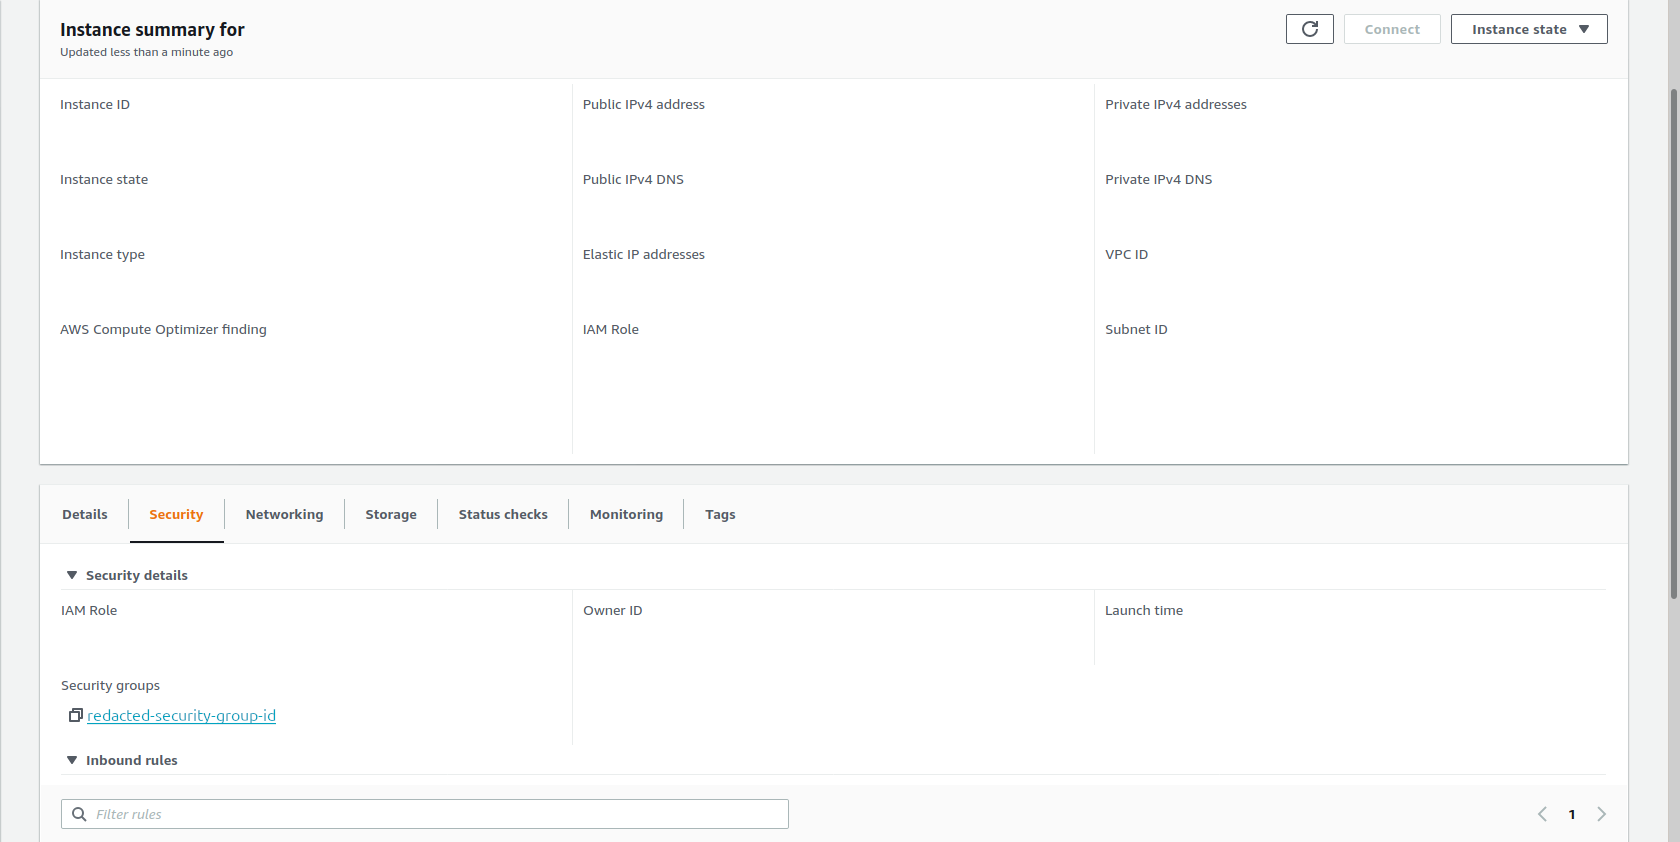 Instance summary for
Updated less than a minute ago
Connect
Instance state
Instance ID
Public IPv4 address
Private IPv4 addresses
Instance state
Public IPv4 DNS
Private IPv4 DNS
Instance type
Elastic IP addresses
VPC ID
AWS Compute Optimizer finding
IAM Role
Subnet ID
Details
Security
Networking
Storage
Status checks
Monitoring
Tags
Security details
IAM Role
Owner ID
Launch time
Security groups
redacted-security-group-id
Inbound rules
Filter rules
1